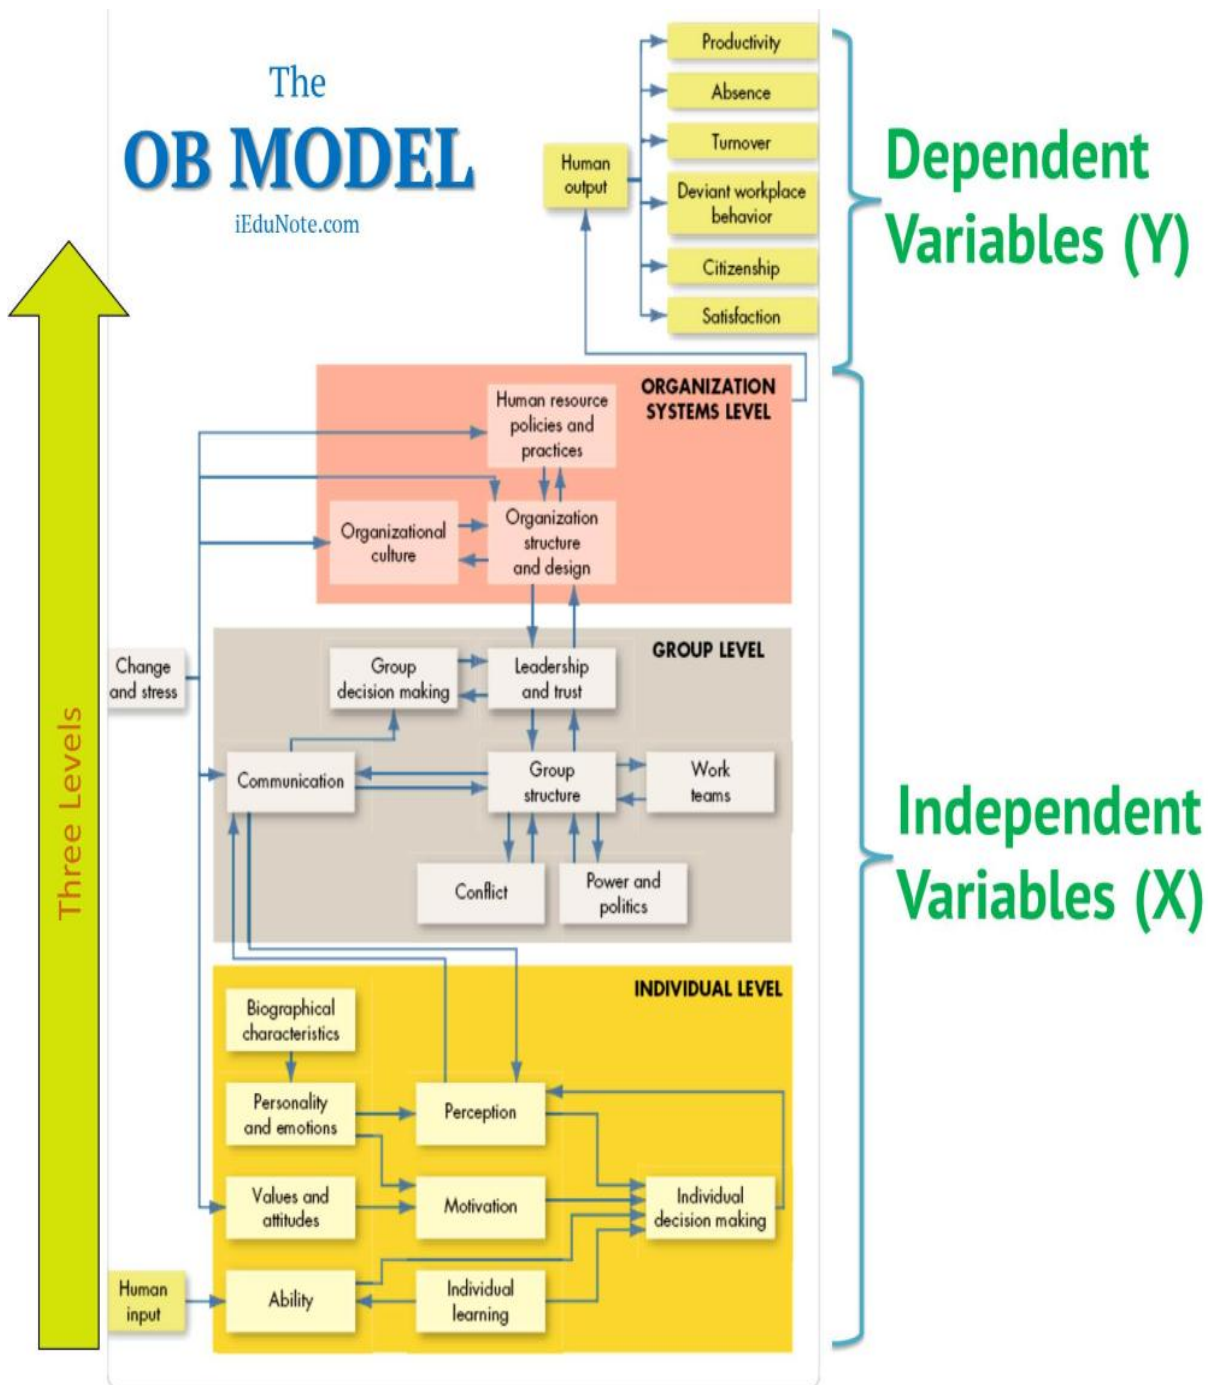 The
OB MODEL
iEduNote.com
Productivity
Absence
Turnover
Human
output
Deviant workplace
behavior
Citizenship
Satisfaction
Dependent
Variables (Y)
ORGANIZATION
SYSTEMS LEVEL
Human resource
policies and
practices
Organizational
culture
Organization
structure
and design
GROUP LEVEL
Change
and stress
Group
decision making
Leadership
and trust
Communication
Group
structure
Work
teams
Conflict
Power and
politics
Three Levels
Independent
Variables (X)
INDIVIDUAL LEVEL
Biographical
characteristics
Personality
and emotions
Perception
Values and
attitudes
Motivation
Individual
decision making
Human
input
Ability
Individual
learning